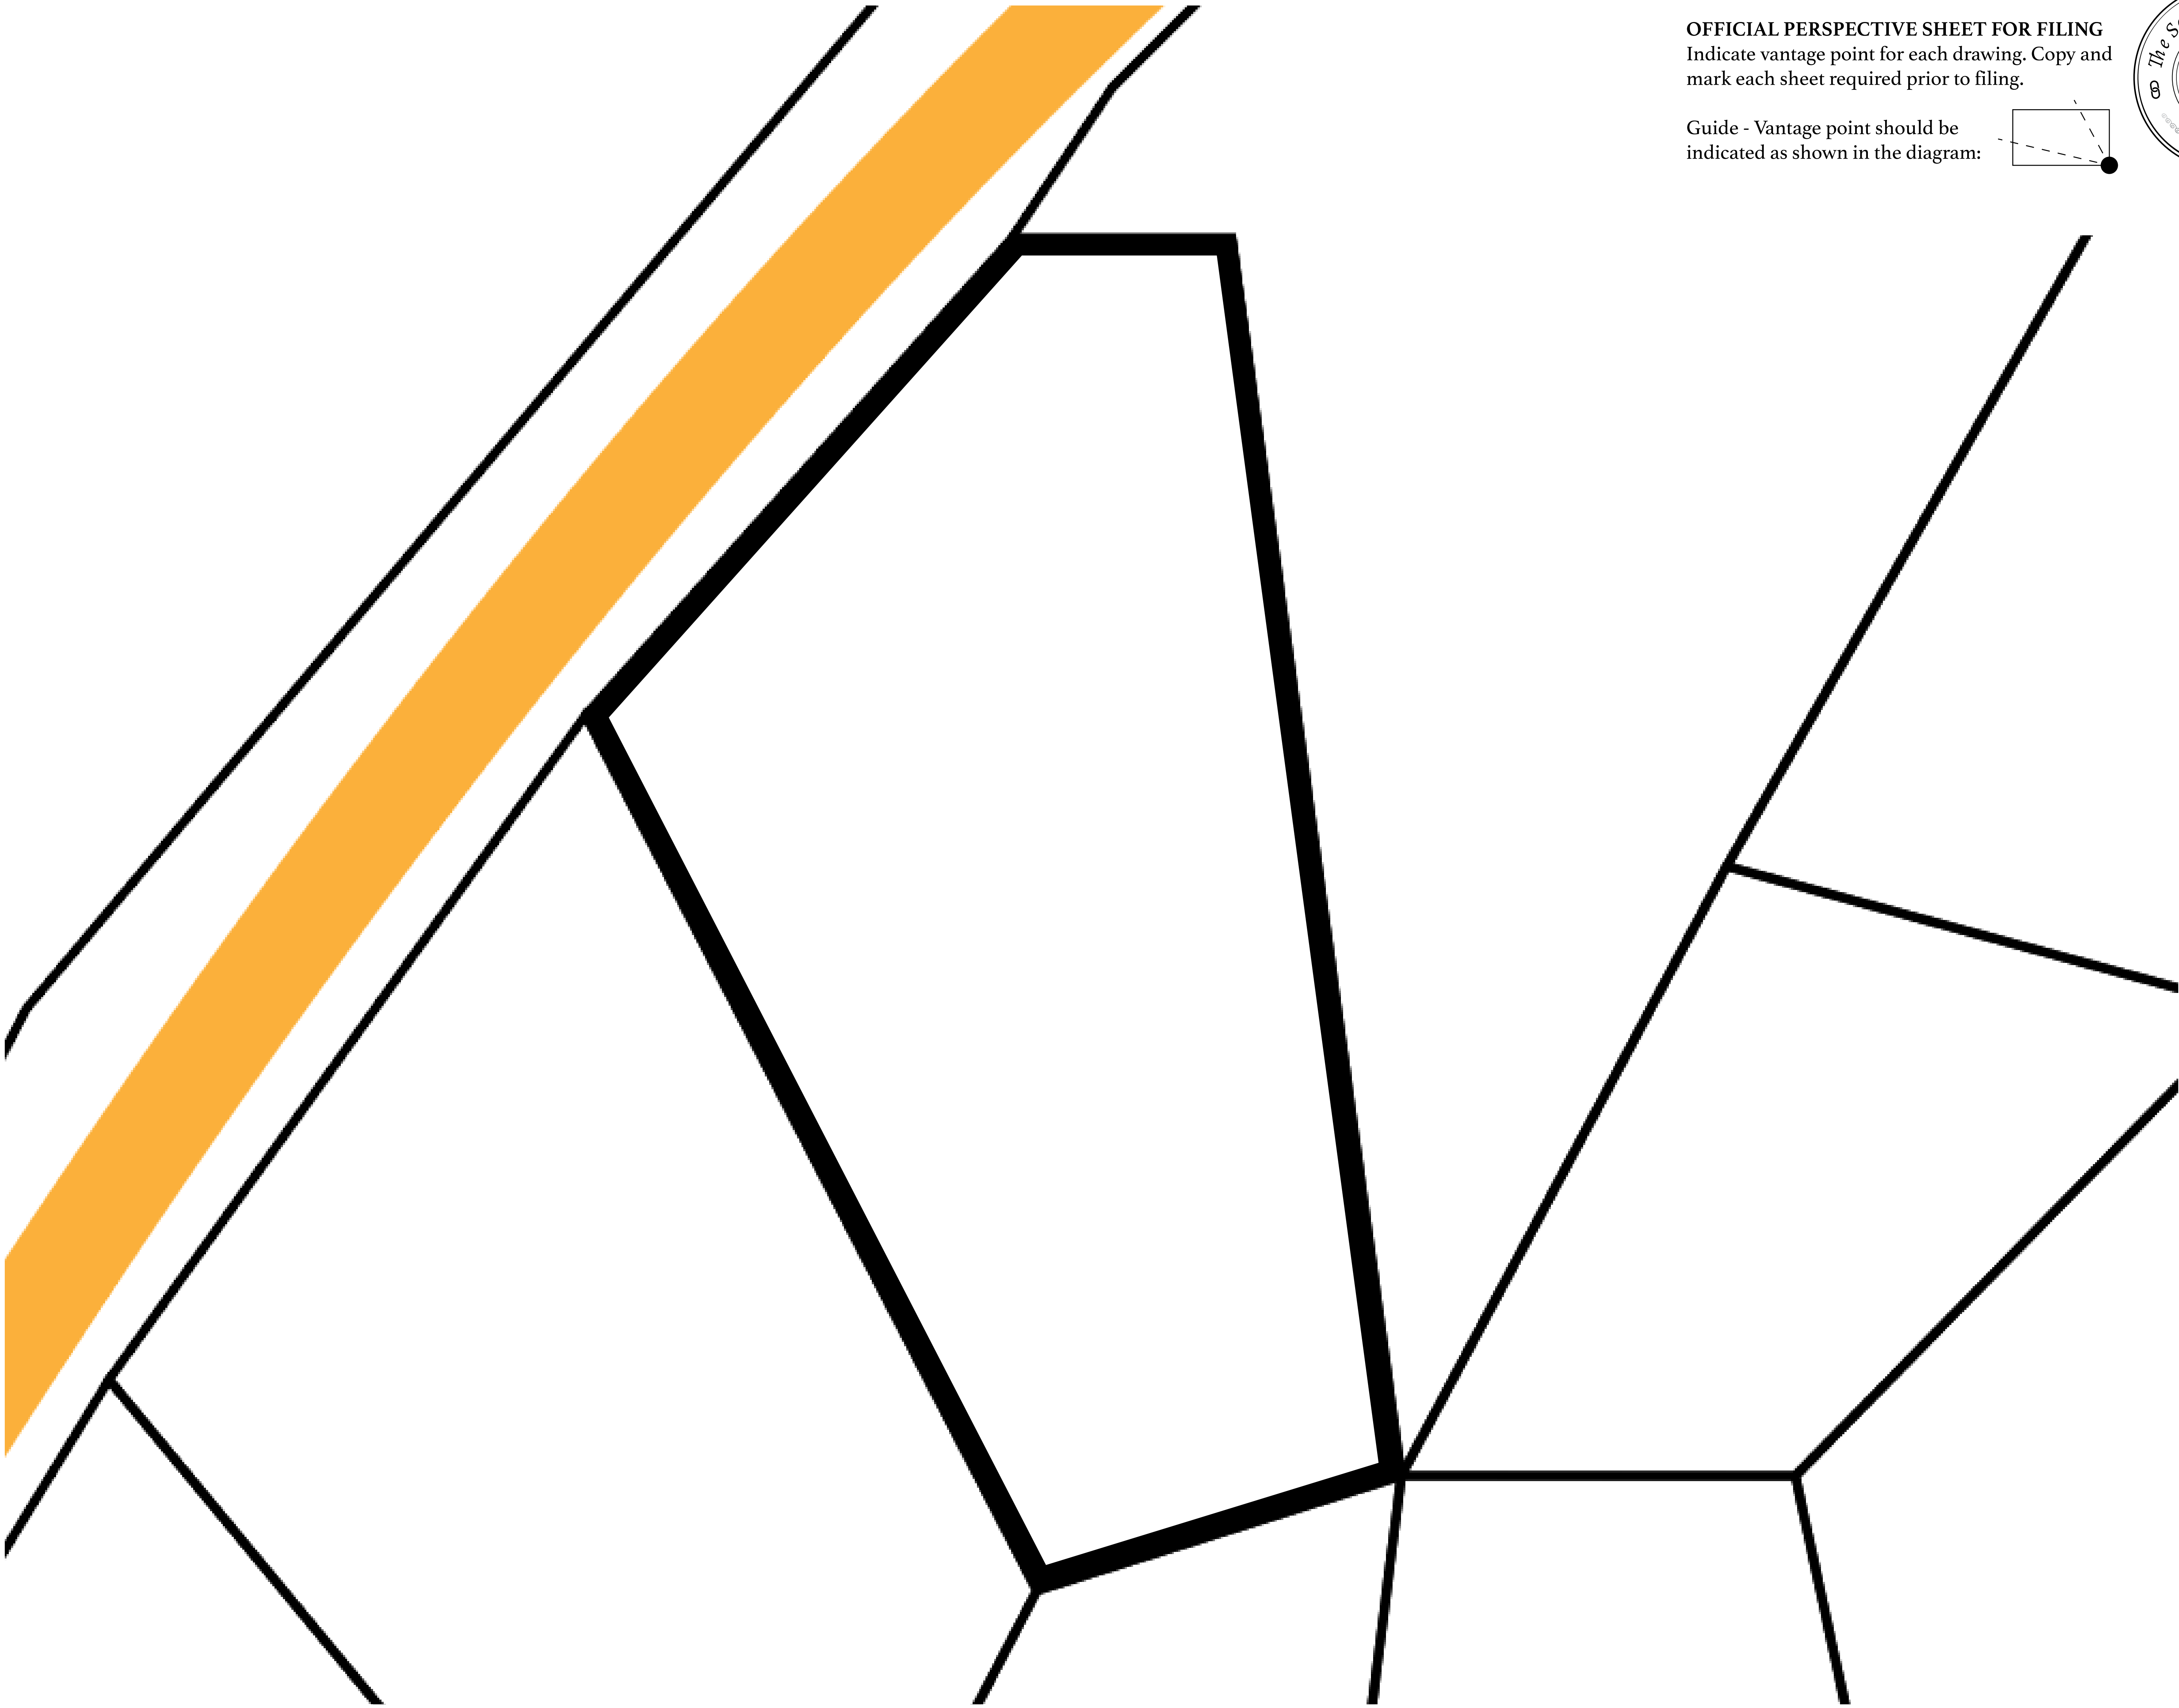 OFFICIAL PERSPECTIVE SHEET FOR FILING
Indicate vantage point for each drawing. Copy and
mark each sheet required prior to filing.
Guide - Vantage point should be
indicated as shown in the diagram:
The